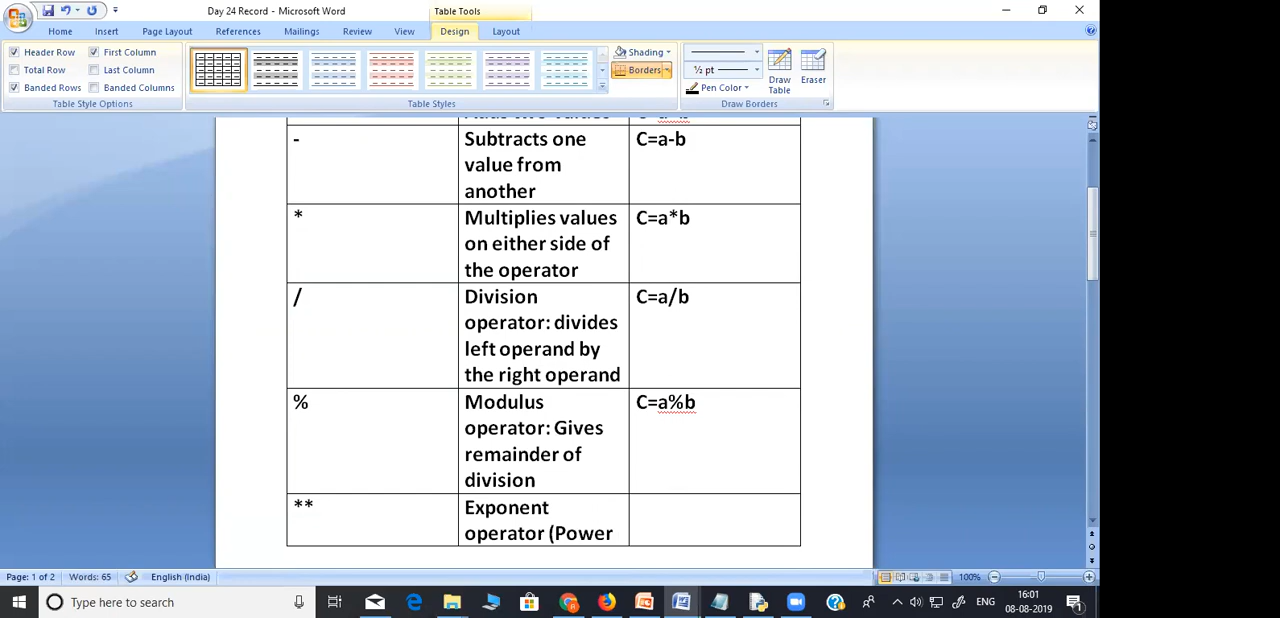 Day 24 Record - Microsoft Word
Table Tools
Home
Insert
Page Layout
References
Mailings
Review
View
Design
Layout
Header Row
First Column
Total Row
Last Column
Banded Rows
Banded Columns
Table Style Options
Table Styles
Shading
Borders
½ pt
Pen Color
Draw
Table
Eraser
Draw Borders
-
Subtracts one
value from
another
C=a-b
*
Multiplies values
on either side of
the operator
C=a*b
/
Division
operator: divides
left operand by
the right operand
C=a/b
%
Modulus
operator: Gives
remainder of
division
C=a%b
**
Exponent
operator (Power
Page: 1 of 2
Words: 65
English (India)
100%
Type here to search
ENG
16:01
08-08-2019
1